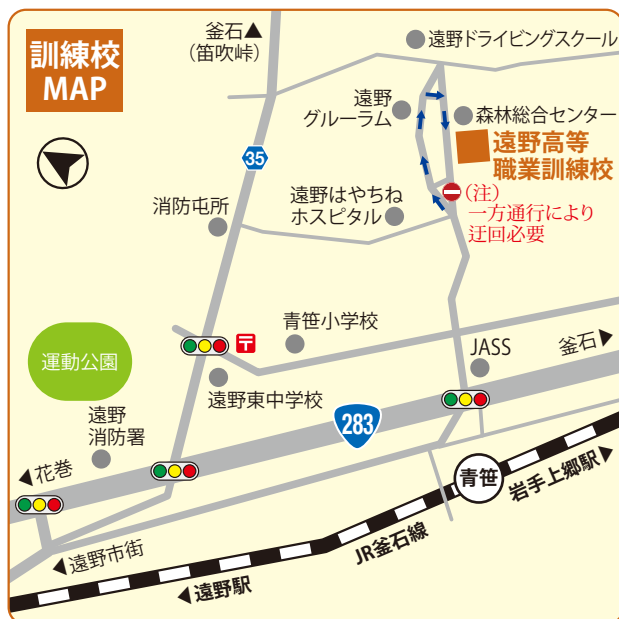 訓練校
MAP
釜石▲
(笛吹峠)
遠野ドライビングスクール
遠野
グルーラム
森林総合センター
遠野高等
職業訓練校
35
(注)
一方通行により
迂回必要
遠野はやちね
ホスピタル
消防屯所
〒
青笹小学校
運動公園
遠野東中学校
JASS
釜石▶
283
遠野
消防署
◀花巻
青笹
岩手上郷駅▶
JR釜石線
◀遠野市街
◀遠野駅